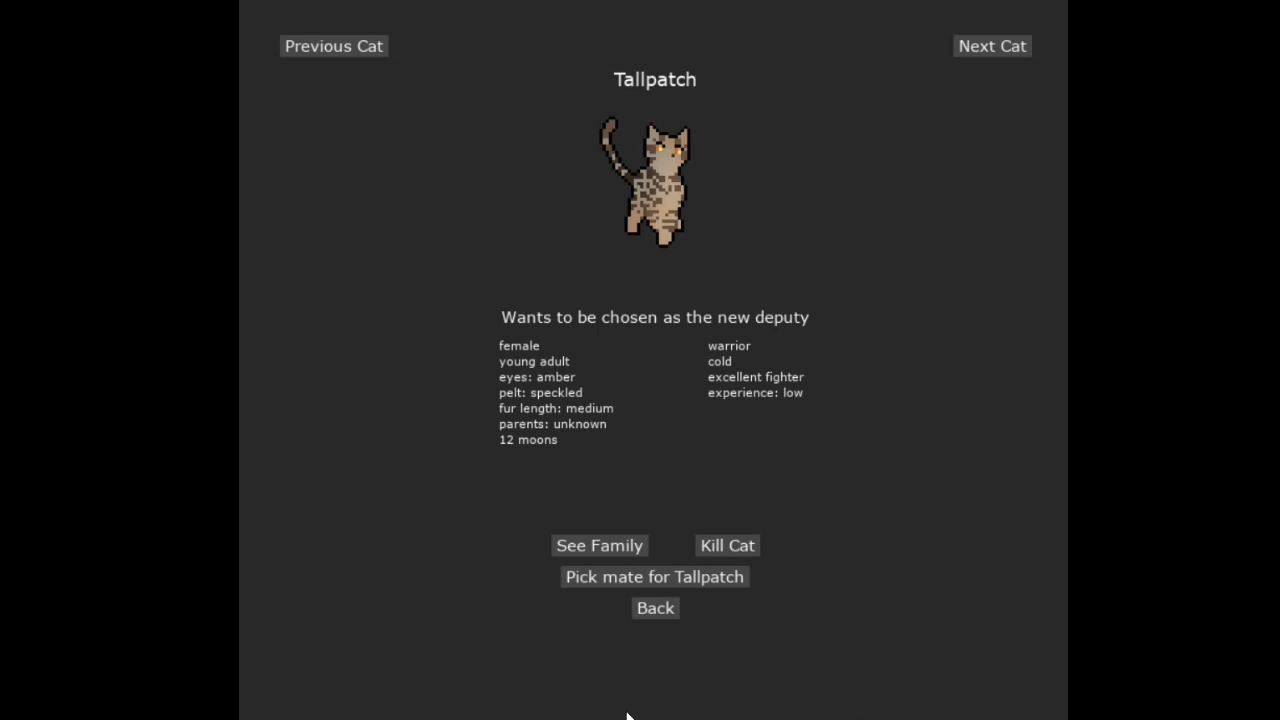 Previous Cat
Next Cat
Tallpatch
Wants to be chosen as the new deputy
female
young adult
eyes: amber
pelt: speckled
fur length: medium
parents: unknown
12 moons
warrior
cold
excellent fighter
experience: low
See Family
Kill Cat
Pick mate for Tallpatch
Back